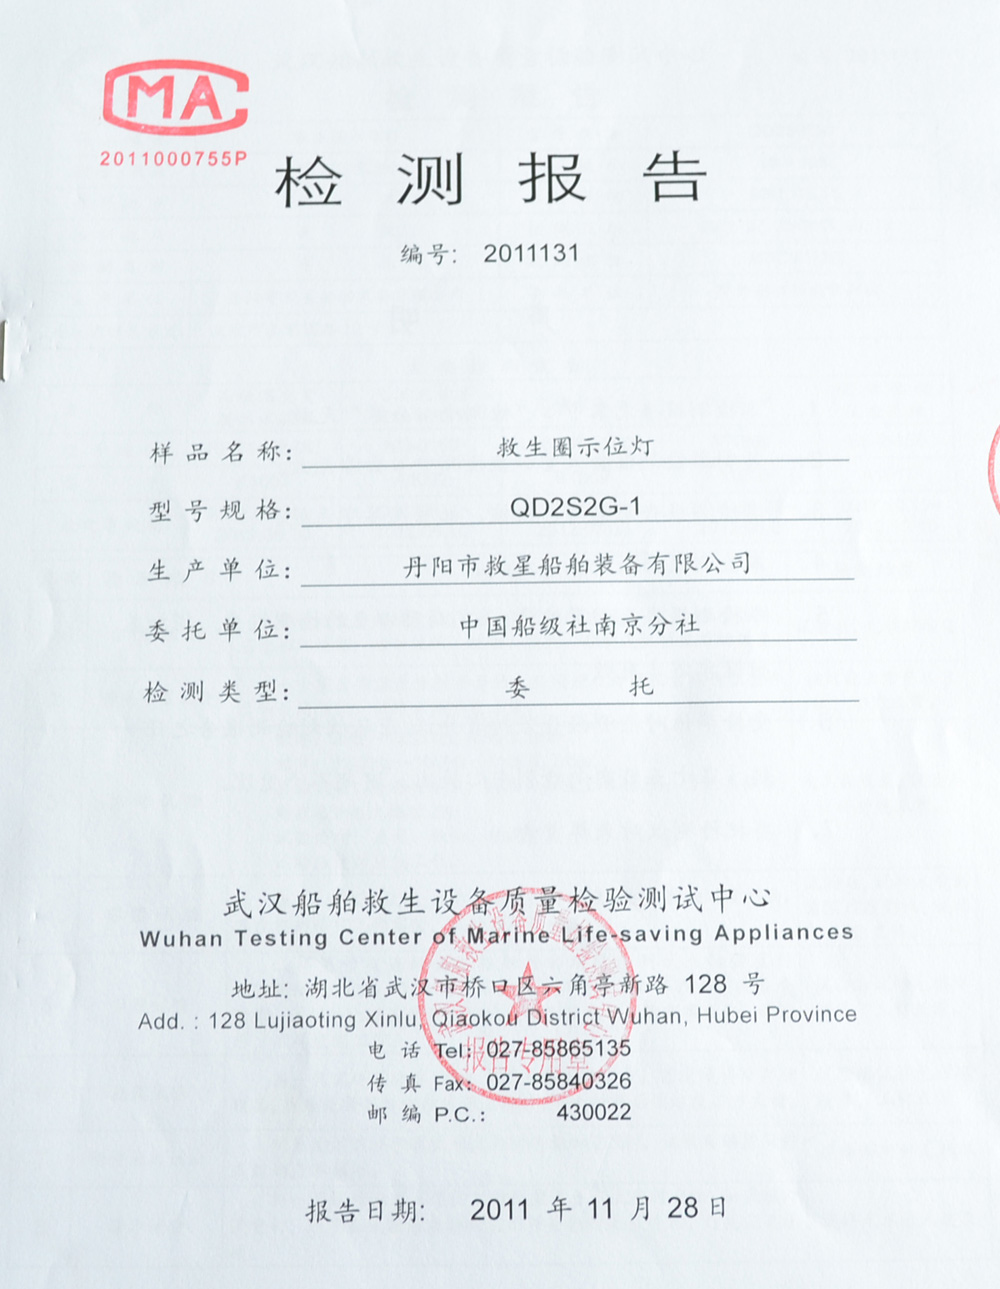 MA
2011000755P
检测报告
编号: 2011131
样品名称: 救生圈示位灯
型号规格: QD2S2G-1
生产单位: 丹阳市救星船舶装备有限公司
委托单位: 中国船级社南京分社
检测类型: 委 托
武汉船舶救生设备质量检验测试中心
Wuhan Testing Center of Marine Life-saving Appliances
地址: 湖北省武汉市桥口区六角亭新路 128 号
Add. : 128 Lujiaoting Xinlu, Qiaokou District Wuhan, Hubei Province
电 话 Tel: 027-85865135
报告专用章
传 真 Fax: 027-85840326
邮 编 P.C.: 430022
报告日期: 2011 年 11 月 28 日